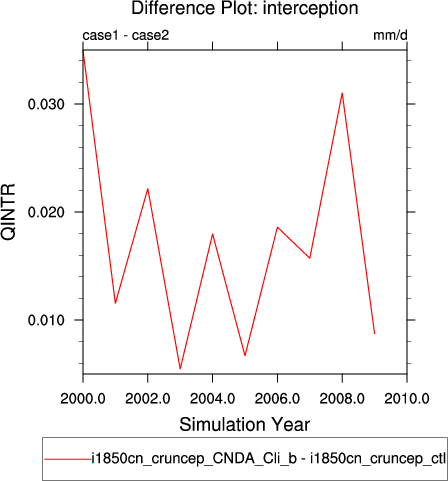 Difference Plot: interception
case1 - case2 mm/d
0.030
0.020
0.010
QINTR
2000.0 2002.0 2004.0 2006.0 2008.0 2010.0
Simulation Year
i1850cn_cruncep_CNDA_Cli_b - i1850cn_cruncep_ctl